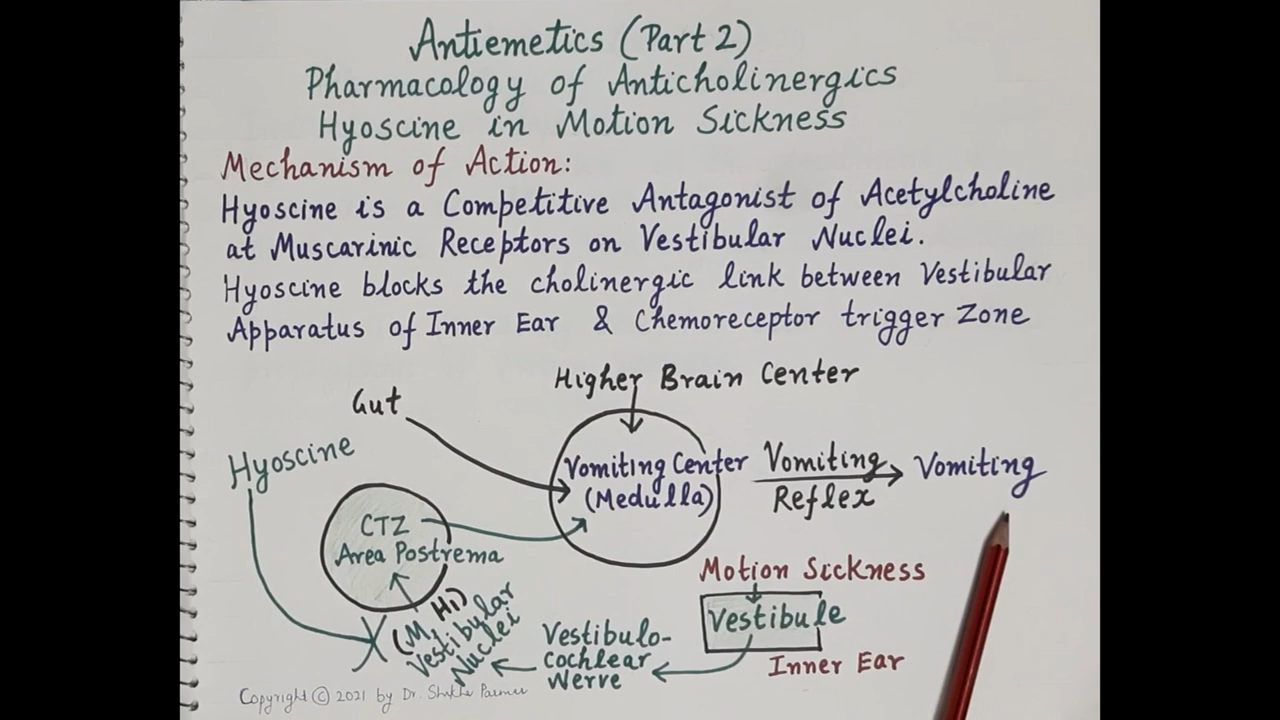 Antiemetics (Part 2)
Pharmacology of Anticholinergics
Hyoscine in Motion Sickness
Mechanism of Action:
Hyoscine is a Competitive Antagonist of Acetylcholine
at Muscarinic Receptors on Vestibular Nuclei.
Hyoscine blocks the cholinergic link between Vestibular
Apparatus of Inner Ear & Chemoreceptor trigger Zone
Higher Brain Center
Gut
Hyoscine
Vomiting Center
(Medulla)
Vomiting
Reflex
Vomiting
CTZ
Area Postrema
(M, H1)
Vestibular
Nuclei
Vestibulo-
Cochlear
Nerve
Motion Sickness
Vestibule
Inner Ear
Copyright © 2021 by Dr.